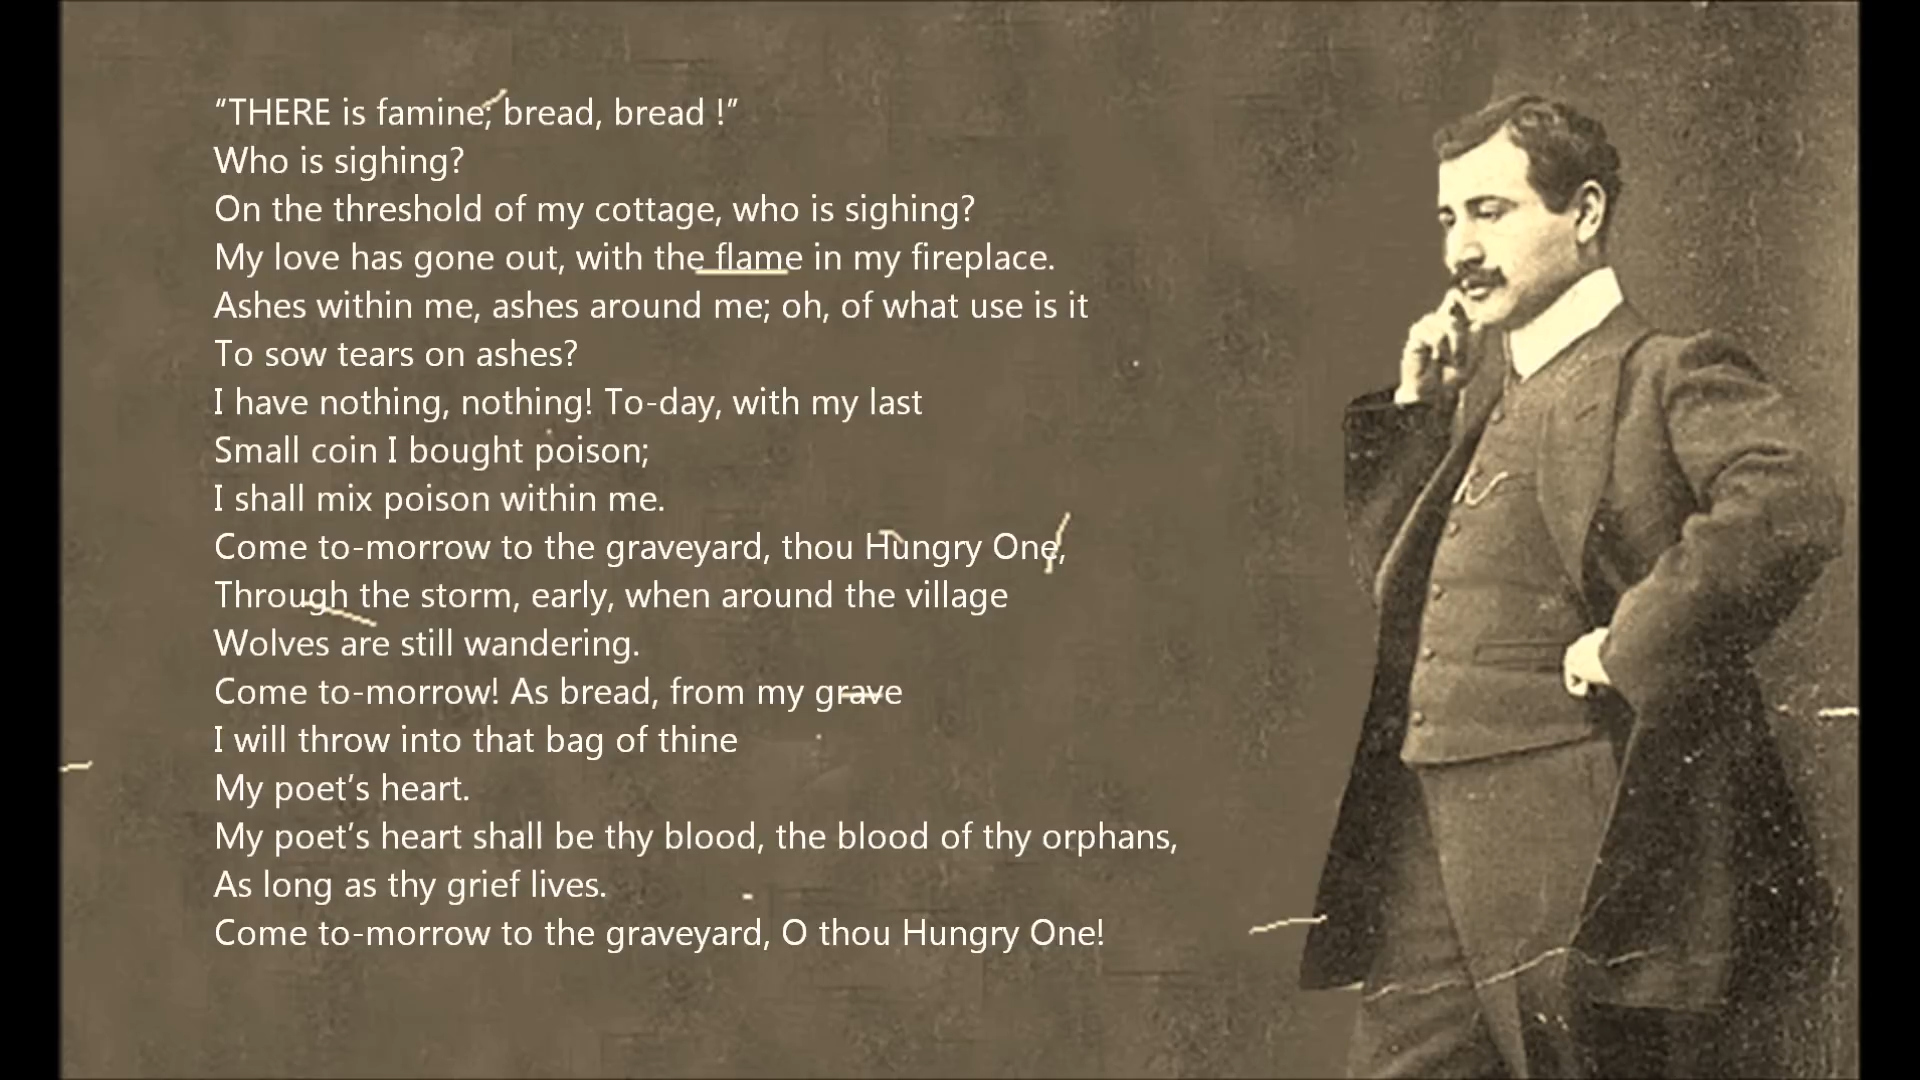 “THERE is famine; bread, bread !”
Who is sighing?
On the threshold of my cottage, who is sighing?
My love has gone out, with the flame in my fireplace.
Ashes within me, ashes around me; oh, of what use is it
To sow tears on ashes?
I have nothing, nothing! To-day, with my last
Small coin I bought poison;
I shall mix poison within me.
Come to-morrow to the graveyard, thou Hungry One,
Through the storm, early, when around the village
Wolves are still wandering.
Come to-morrow! As bread, from my grave
I will throw into that bag of thine
My poet’s heart.
My poet’s heart shall be thy blood, the blood of thy orphans,
As long as thy grief lives.
Come to-morrow to the graveyard, O thou Hungry One!